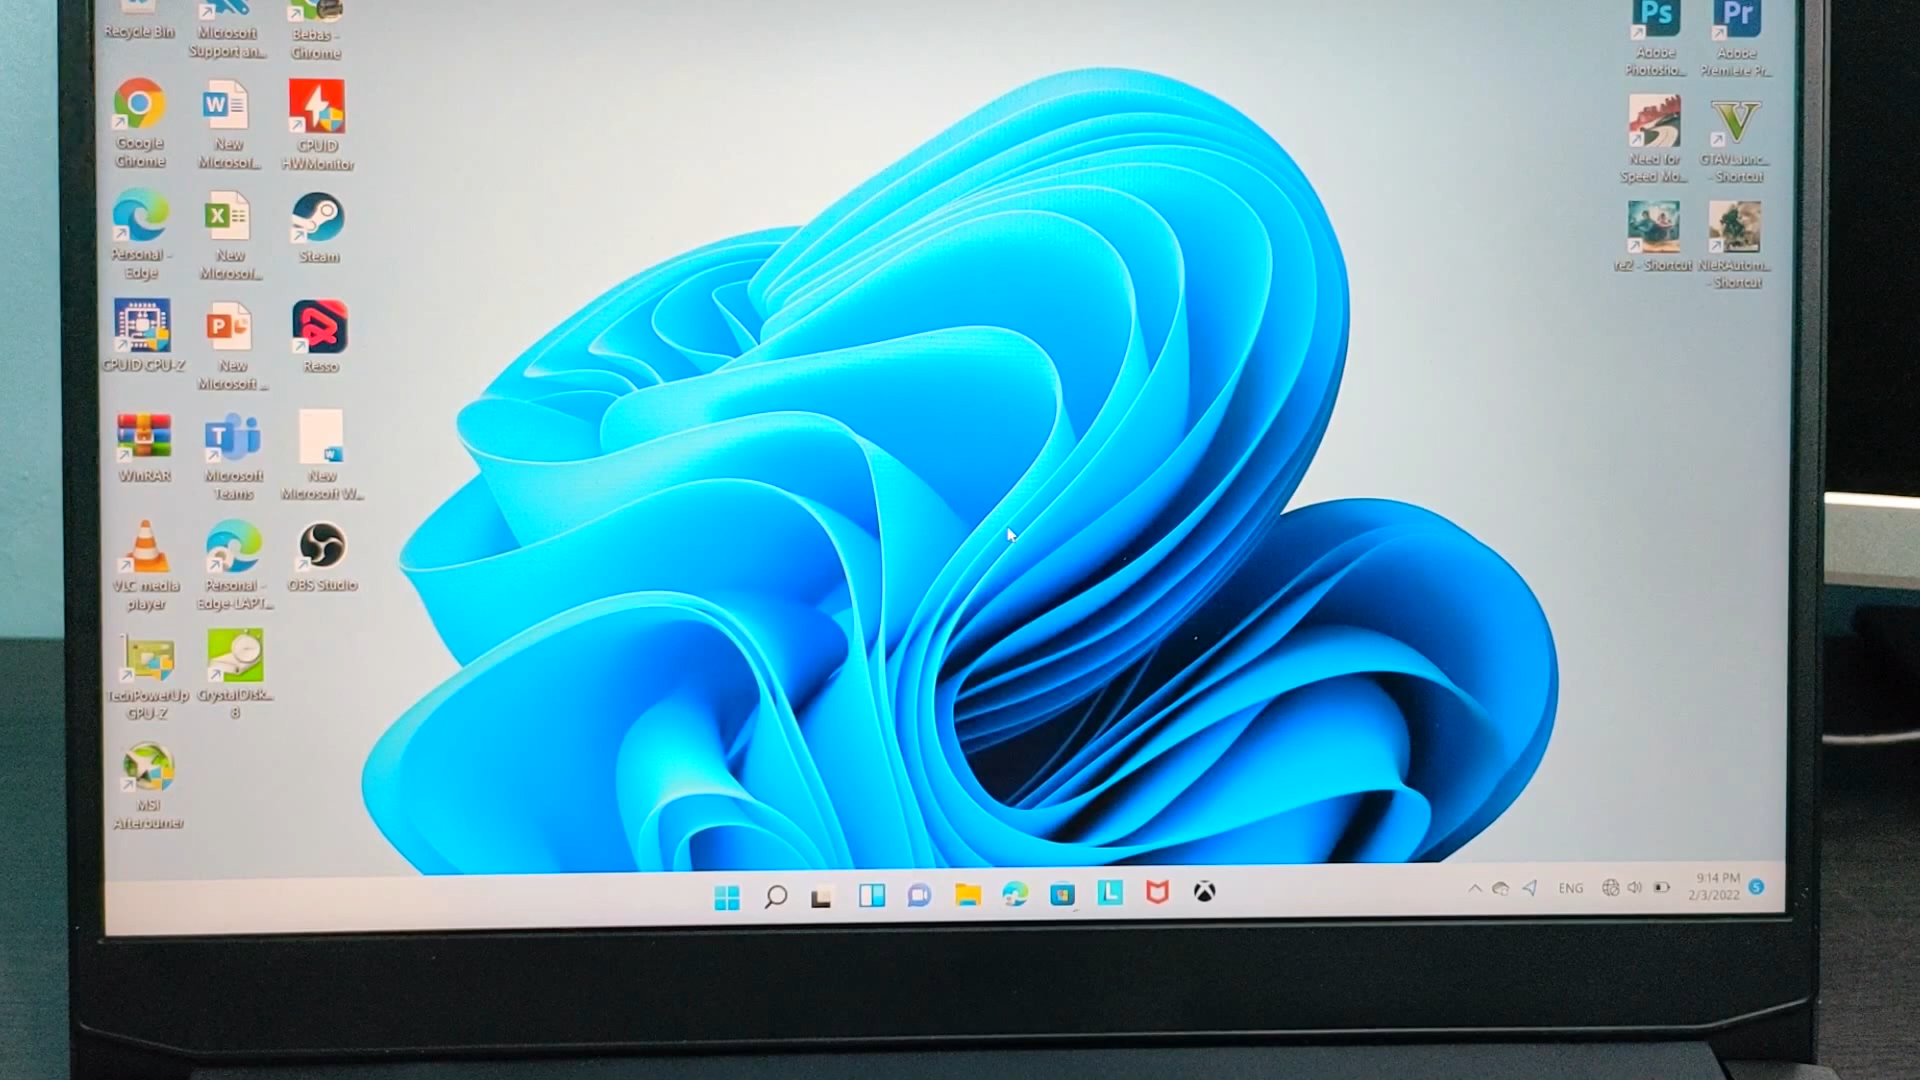 Recycle Bin
Microsoft
Support an...
Bebas -
Chrome
Google
Chrome
New
Microsof...
CPUID
HWMonitor
Personal -
Edge
New
Microsof...
Steam
CPUID CPU-Z
New
Microsoft ...
Resso
WinRAR
Microsoft
Teams
New
Microsoft W...
VLC media
player
Personal -
Edge-LAPT...
OBS Studio
TechPowerUp
GPU-Z
CrystalDisk...
8
MSI
Afterburner
Ps
Adobe
Photosho...
Pr
Adobe
Premiere Pr...
Need for
Speed Mo...
GTAVLaunc...
- Shortcut
re2 - Shortcut
NieRAutom...
- Shortcut
ENG
9:14 PM
2/3/2022
5